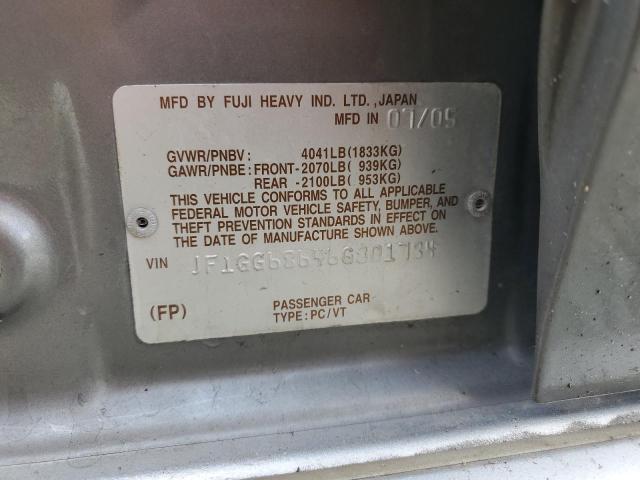 MFD BY FUJI HEAVY IND. LTD.,JAPAN
MFD IN 07/05
GVWR/PNBV: 4041LB(1833KG)
GAWR/PNBE:FRONT-2070LB( 939KG)
REAR -2100LB( 953KG)
THIS VEHICLE CONFORMS TO ALL APPLICABLE
FEDERAL MOTOR VEHICLE SAFETY, BUMPER, AND
THEFT PREVENTION STANDARDS IN EFFECT ON
THE DATE OF MANUFACTURE SHOWN ABOVE.
VIN JF1GG68646G801734
PASSENGER CAR
(FP) TYPE:PC/VT